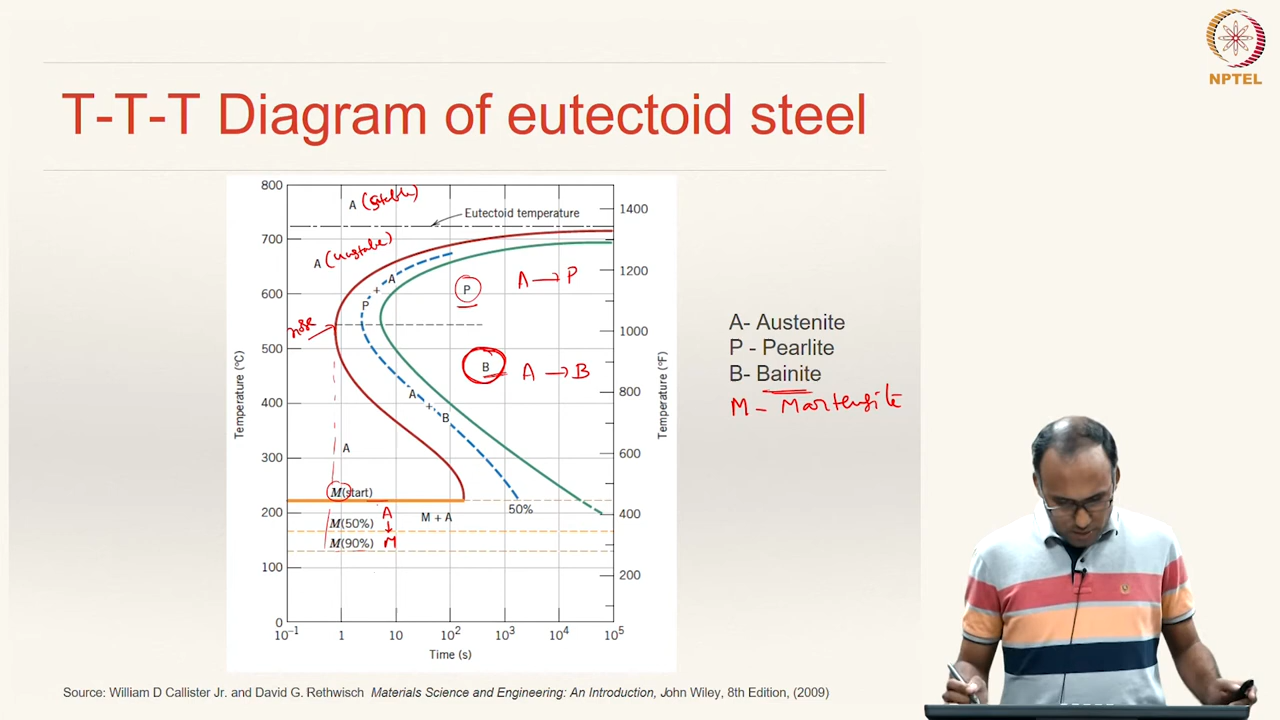 NPTEL
T-T-T Diagram of eutectoid steel
800
700
600
500
400
300
200
100
0
Temperature (°C)
1400
1200
1000
800
600
400
200
Temperature (°F)
10⁻¹
1
10
10²
10³
10⁴
10⁵
Time (s)
A (stable)
Eutectoid temperature
A (unstable)
A
+
P
P
A → P
nose
B
A → B
A
+
B
A
M(start)
A
↓
M
M(50%)
M + A
50%
M(90%)
A- Austenite
P - Pearlite
B- Bainite
M - Martensite
Source: William D Callister Jr. and David G. Rethwisch Materials Science and Engineering: An Introduction, John Wiley, 8th Edition, (2009)